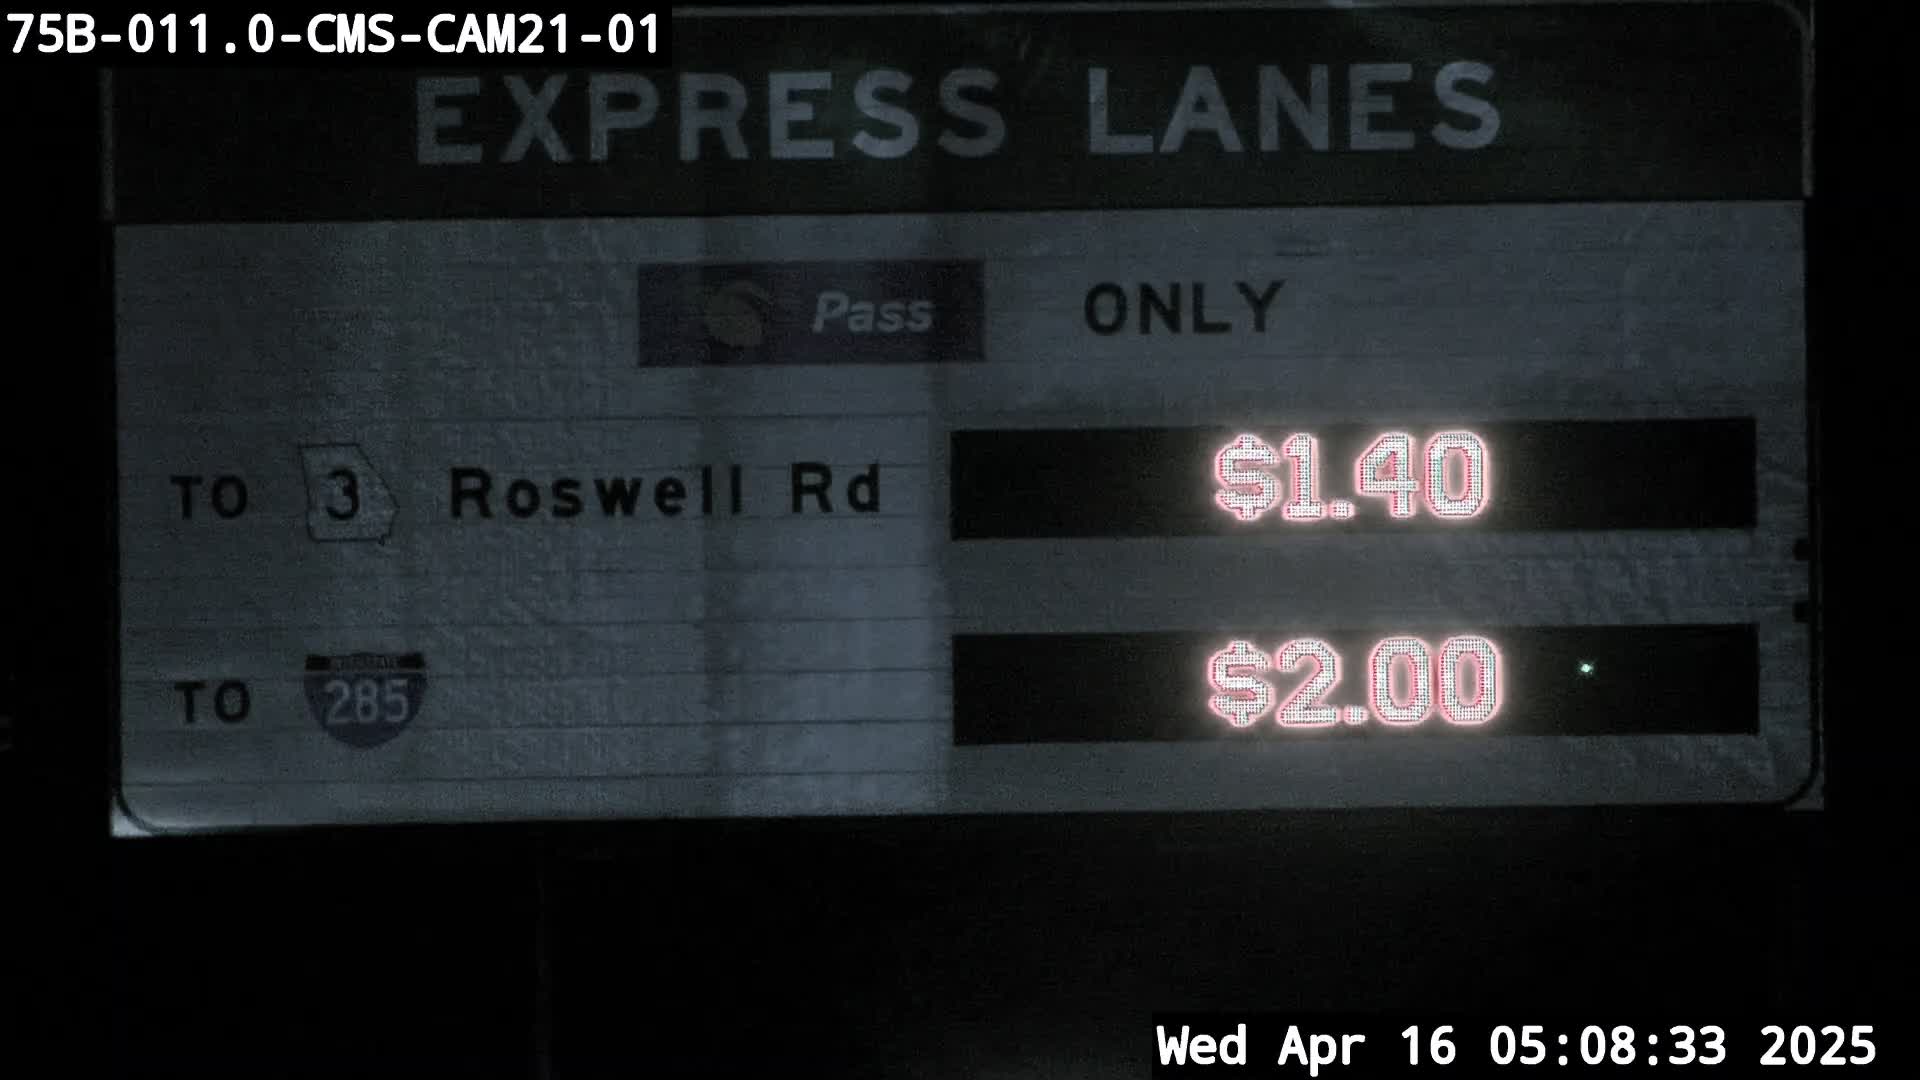 75B-011.0-CMS-CAM21-01
EXPRESS LANES
Pass ONLY
TO 3 Roswell Rd $1.40
INTERSTATE
TO 285 $2.00
Wed Apr 16 05:08:33 2025